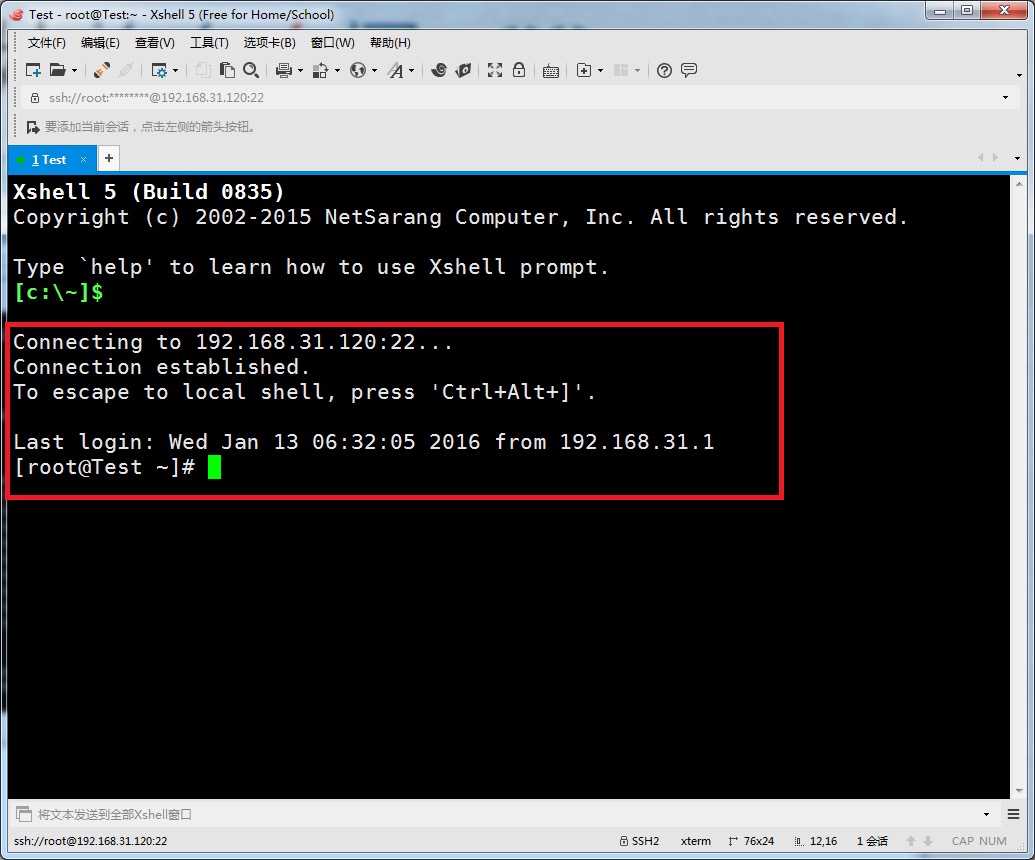 Test - root@Test:~ - Xshell 5 (Free for Home/School)
文件(F) 编辑(E) 查看(V) 工具(T) 选项卡(B) 窗口(W) 帮助(H)
ssh://root:********@192.168.31.120:22
要添加当前会话，点击左侧的箭头按钮。
1 Test × +
Xshell 5 (Build 0835)
Copyright (c) 2002-2015 NetSarang Computer, Inc. All rights reserved.
Type `help' to learn how to use Xshell prompt.
[c:\~]$
Connecting to 192.168.31.120:22...
Connection established.
To escape to local shell, press 'Ctrl+Alt+]'.
Last login: Wed Jan 13 06:32:05 2016 from 192.168.31.1
[root@Test ~]#
将文本发送到全部Xshell窗口
ssh://root@192.168.31.120:22 SSH2 xterm 76x24 12,16 1 会话 CAP NUM